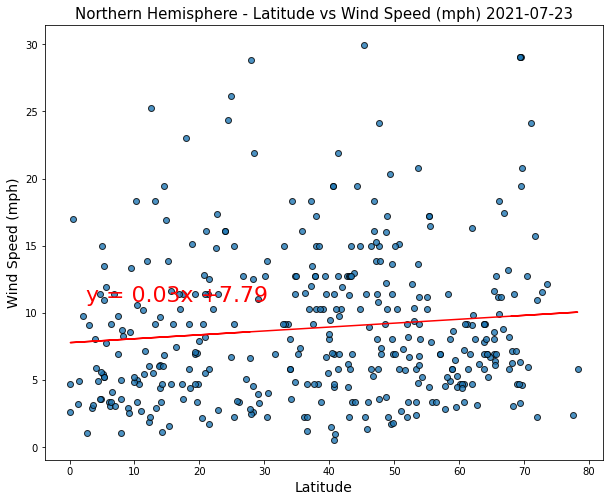 Northern Hemisphere - Latitude vs Wind Speed (mph) 2021-07-23
Wind Speed (mph)
30
25
20
15
10
5
0
y = 0.03x +7.79
0 10 20 30 40 50 60 70 80
Latitude